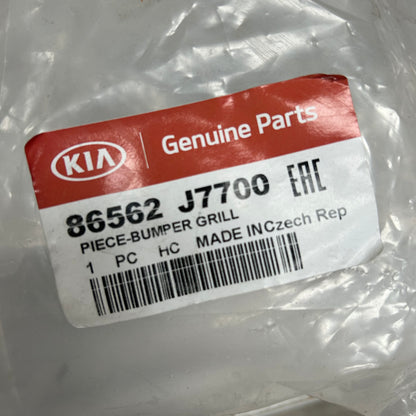 KIA Genuine Parts
86562 J7700 EAC
PIECE-BUMPER GRILL
1 PC HC MADE INCzech Rep